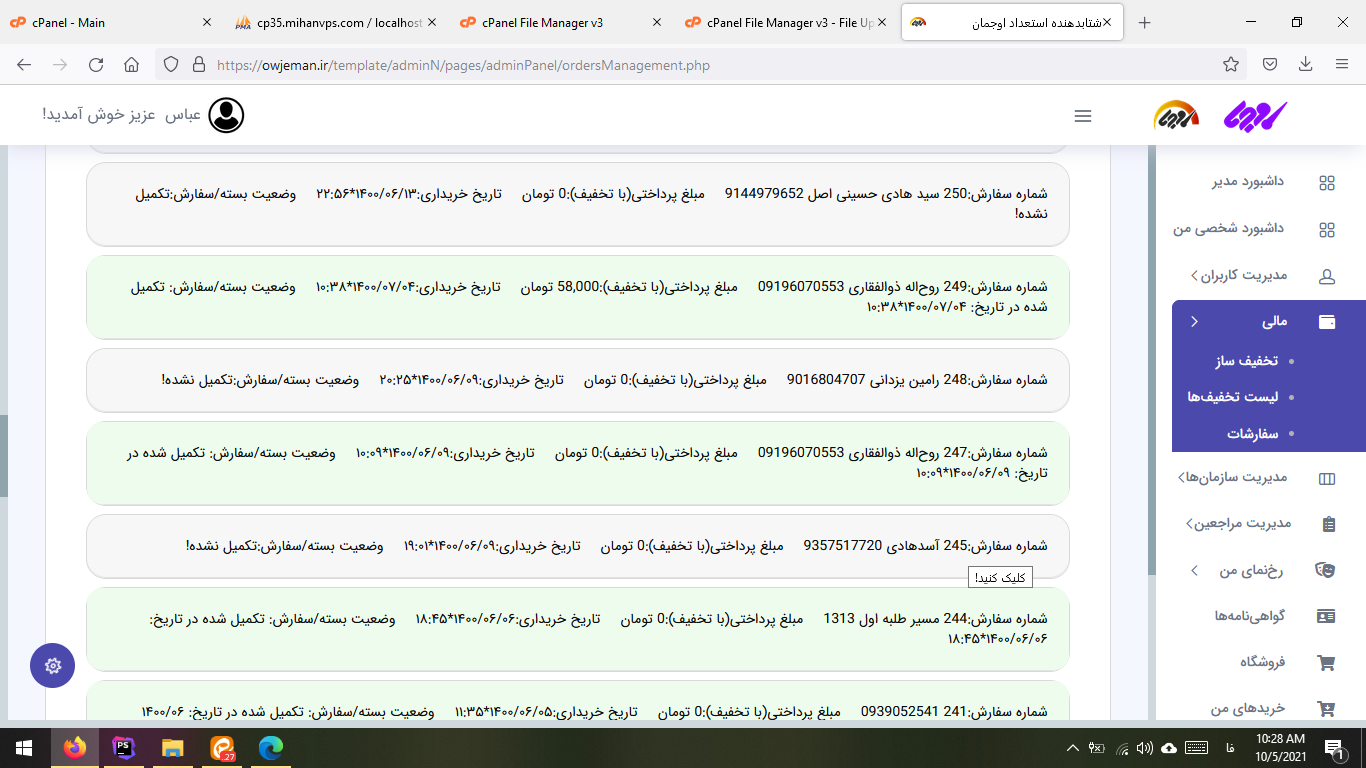 cPanel - Main
cp35.mihanvps.com / localhost
cPanel File Manager v3
cPanel File Manager v3 - File Up
شتابدهنده استعداد اوجمان
https://owjeman.ir/template/adminN/pages/adminPanel/ordersManagement.php
عباس عزیز خوش آمدید!
داشبورد مدیر
داشبورد شخصی من
مدیریت کاربران
مالی
تخفیف ساز
لیست تخفیف‌ها
سفارشات
مدیریت سازمان‌ها
مدیریت مراجعین
رخ‌نمای من
گواهی‌نامه‌ها
فروشگاه
خریدهای من
شماره سفارش:250 سید هادی حسینی اصل 9144979652 مبلغ پرداختی(با تخفیف):0 تومان تاریخ خریداری:۱۴۰۰/۰۶/۱۳*۲۲:۵۶ وضعیت بسته/سفارش:تکمیل
نشده!
شماره سفارش:249 روح‌اله ذوالفقاری 09196070553 مبلغ پرداختی(با تخفیف):58,000 تومان تاریخ خریداری:۱۴۰۰/۰۷/۰۴*۱۰:۳۸ وضعیت بسته/سفارش: تکمیل
شده در تاریخ: ۱۴۰۰/۰۷/۰۴*۱۰:۳۸
شماره سفارش:248 رامین یزدانی 9016804707 مبلغ پرداختی(با تخفیف):0 تومان تاریخ خریداری:۱۴۰۰/۰۶/۰۹*۲۰:۲۵ وضعیت بسته/سفارش:تکمیل نشده!
شماره سفارش:247 روح‌اله ذوالفقاری 09196070553 مبلغ پرداختی(با تخفیف):0 تومان تاریخ خریداری:۱۴۰۰/۰۶/۰۹*۱۰:۰۹ وضعیت بسته/سفارش: تکمیل شده در
تاریخ: ۱۴۰۰/۰۶/۰۹*۱۰:۰۹
شماره سفارش:245 آسدهادی 9357517720 مبلغ پرداختی(با تخفیف):0 تومان تاریخ خریداری:۱۴۰۰/۰۶/۰۹*۱۹:۰۱ وضعیت بسته/سفارش:تکمیل نشده!
کلیک کنید!
شماره سفارش:244 مسیر طلبه اول 1313 مبلغ پرداختی(با تخفیف):0 تومان تاریخ خریداری:۱۴۰۰/۰۶/۰۶*۱۸:۴۵ وضعیت بسته/سفارش: تکمیل شده در تاریخ:
۱۴۰۰/۰۶/۰۶*۱۸:۴۵
شماره سفارش:241 0939052541 مبلغ پرداختی(با تخفیف):0 تومان تاریخ خریداری:۱۴۰۰/۰۶/۰۵*۱۱:۳۵ وضعیت بسته/سفارش: تکمیل شده در تاریخ: ۱۴۰۰/۰۶
فا
10:28 AM
10/5/2021